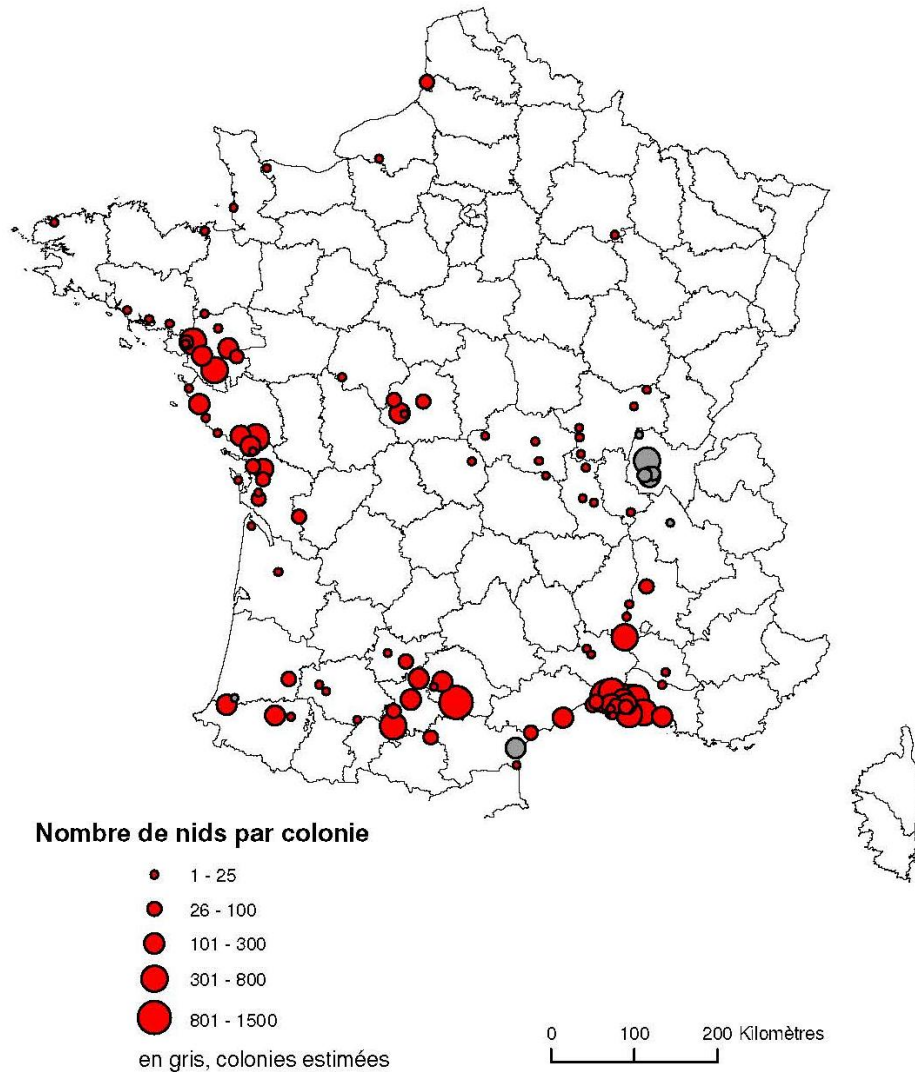 Nombre de nids par colonie
1 - 25
26 - 100
101 - 300
301 - 800
801 - 1500
en gris, colonies estimées
0 100 200 Kilomètres